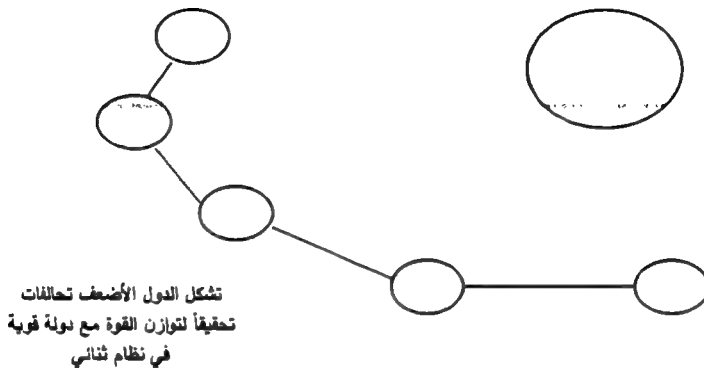 تشكل الدول الأضعف تحالفات
تحقيقاً لتوازن القوة مع دولة قوية
في نظام ثنائي